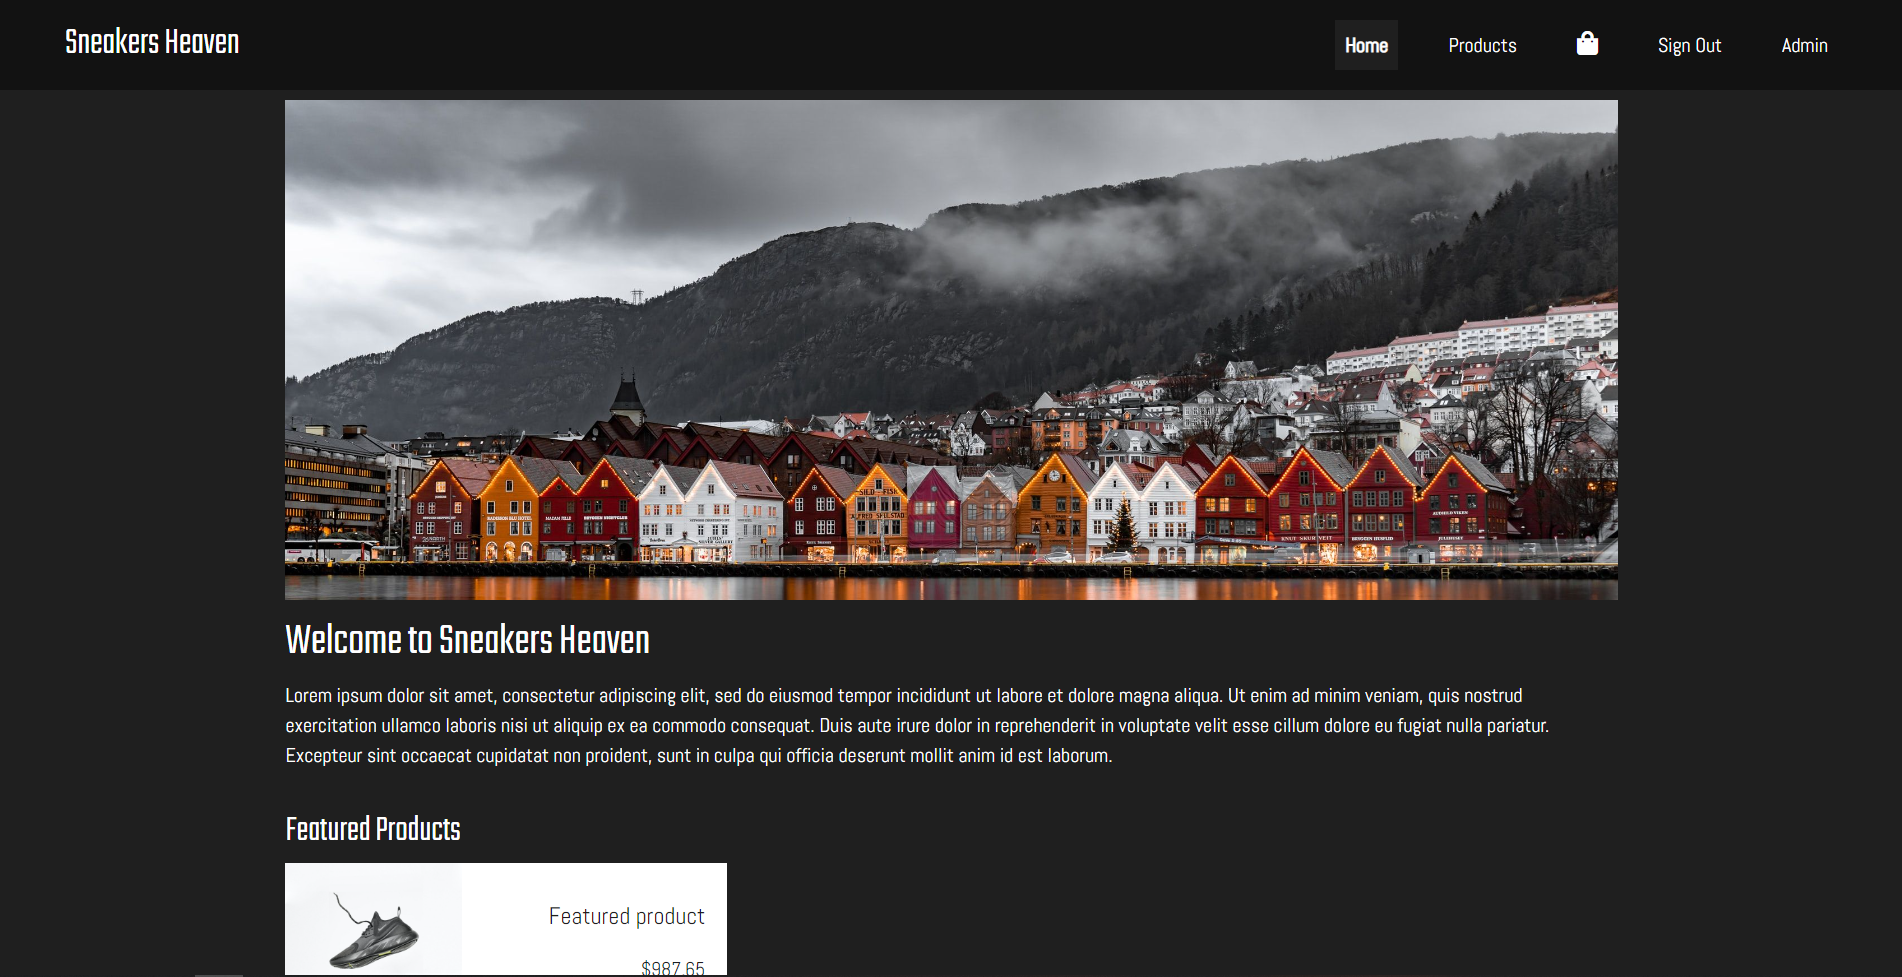 Sneakers Heaven
Home
Products
Sign Out
Admin
SILD FISK
Welcome to Sneakers Heaven
Lorem ipsum dolor sit amet, consectetur adipiscing elit, sed do eiusmod tempor incididunt ut labore et dolore magna aliqua. Ut enim ad minim veniam, quis nostrud
exercitation ullamco laboris nisi ut aliquip ex ea commodo consequat. Duis aute irure dolor in reprehenderit in voluptate velit esse cillum dolore eu fugiat nulla pariatur.
Excepteur sint occaecat cupidatat non proident, sunt in culpa qui officia deserunt mollit anim id est laborum.
Featured Products
Featured product
$987.65